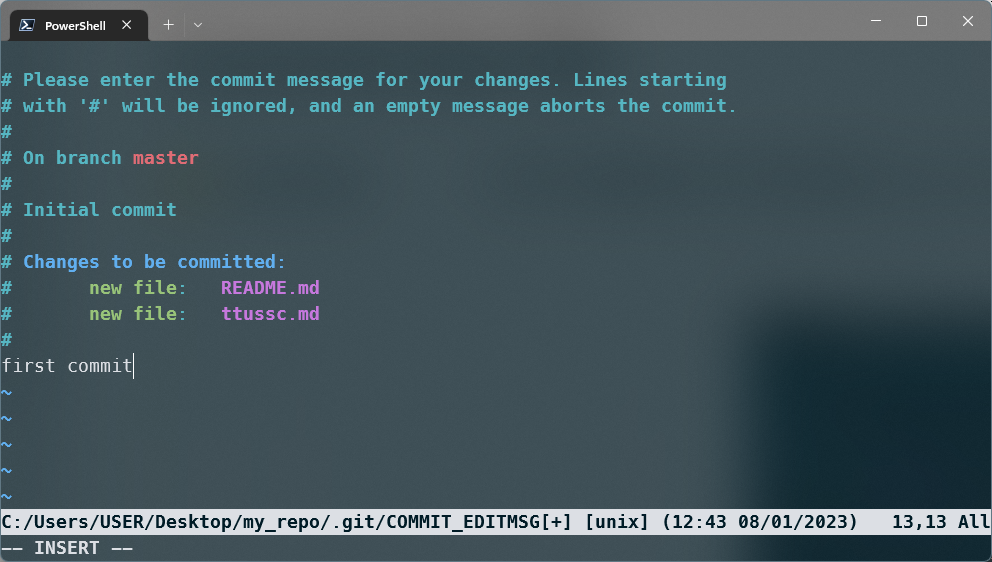 PowerShell
# Please enter the commit message for your changes. Lines starting
# with '#' will be ignored, and an empty message aborts the commit.
#
# On branch master
#
# Initial commit
#
# Changes to be committed:
#       new file:   README.md
#       new file:   ttussc.md
#
first commit
~
~
~
~
~
C:/Users/USER/Desktop/my_repo/.git/COMMIT_EDITMSG[+] [unix] (12:43 08/01/2023)   13,13 All
-- INSERT --